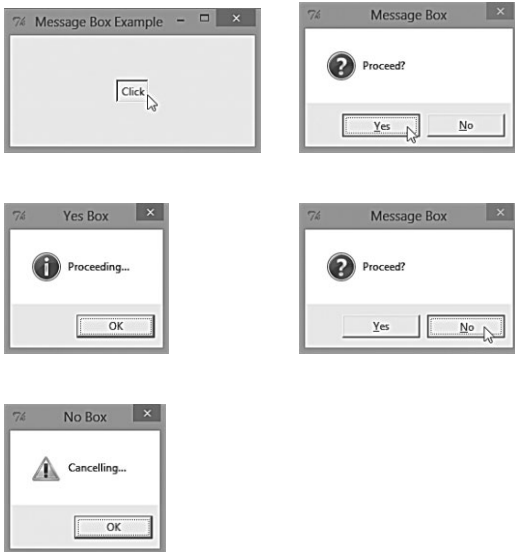 Message Box Example
Click
Message Box
Proceed?
Yes
No
Yes Box
Proceeding...
OK
Message Box
Proceed?
Yes
No
No Box
Cancelling...
OK